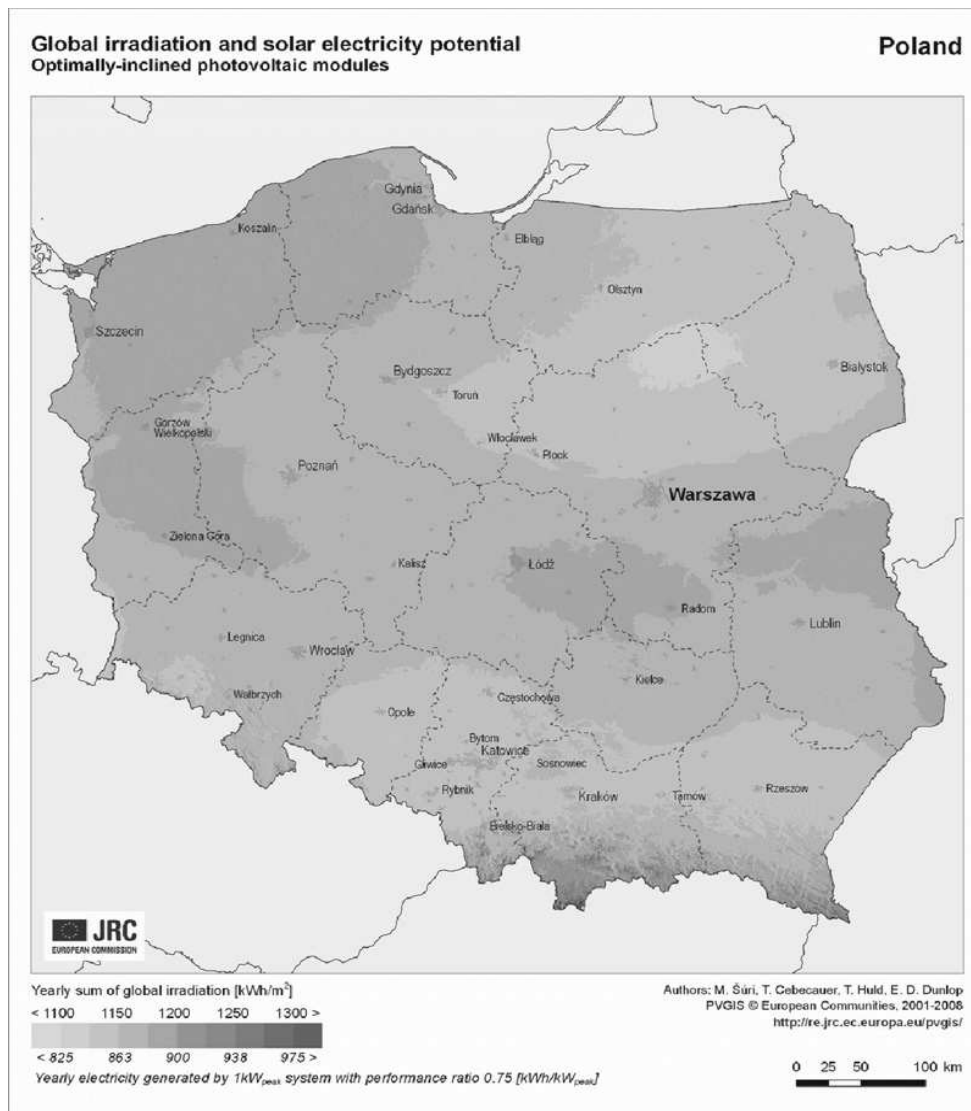 Global irradiation and solar electricity potential
Optimally-inclined photovoltaic modules
Poland
Gdynia
Gdańsk
Koszalin
Elbląg
Olsztyn
Szczecin
Białystok
Bydgoszcz
Toruń
Gorzów
Wielkopolski
Włocławek
Płock
Poznań
Warszawa
Zielona Góra
Kalisz
Łódź
Radom
Lublin
Legnica
Wrocław
Wałbrzych
Kielce
Częstochowa
Opole
Bytom
Katowice
Gliwice
Sosnowiec
Rybnik
Kraków
Tarnów
Rzeszów
Bielsko-Biała
JRC
EUROPEAN COMMISSION
Yearly sum of global irradiation [kWh/m²]
< 1100 1150 1200 1250 1300 >
< 825 863 900 938 975 >
Yearly electricity generated by 1kWpeak system with performance ratio 0.75 [kWh/kWpeak]
Authors: M. Šúri, T. Cebecauer, T. Huld, E. D. Dunlop
PVGIS © European Communities, 2001-2008
http://re.jrc.ec.europa.eu/pvgis/
0 25 50 100 km